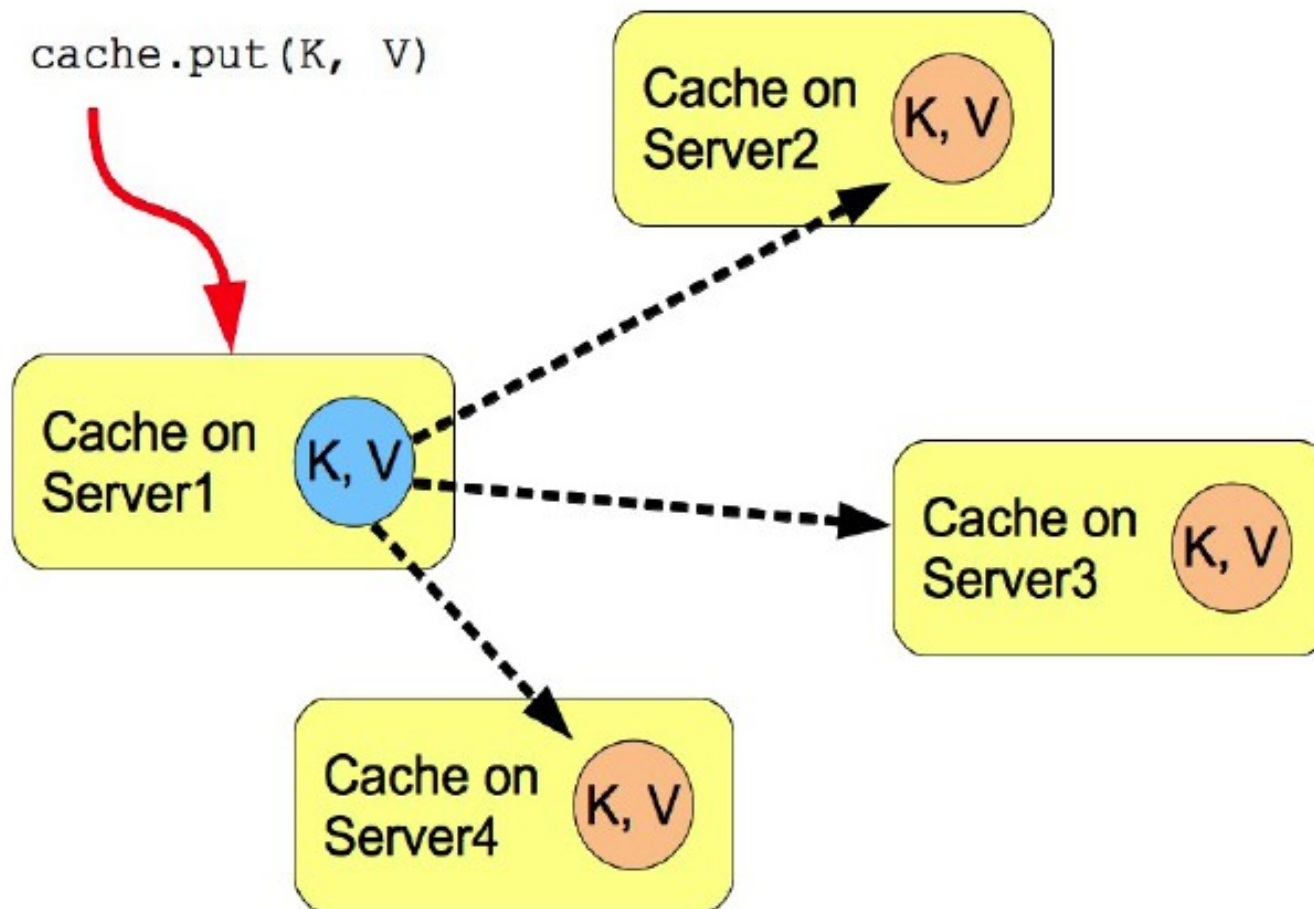 cache.put(K, V)
Cache on
Server2
K, V
Cache on
Server1
K, V
Cache on
Server3
K, V
Cache on
Server4
K, V